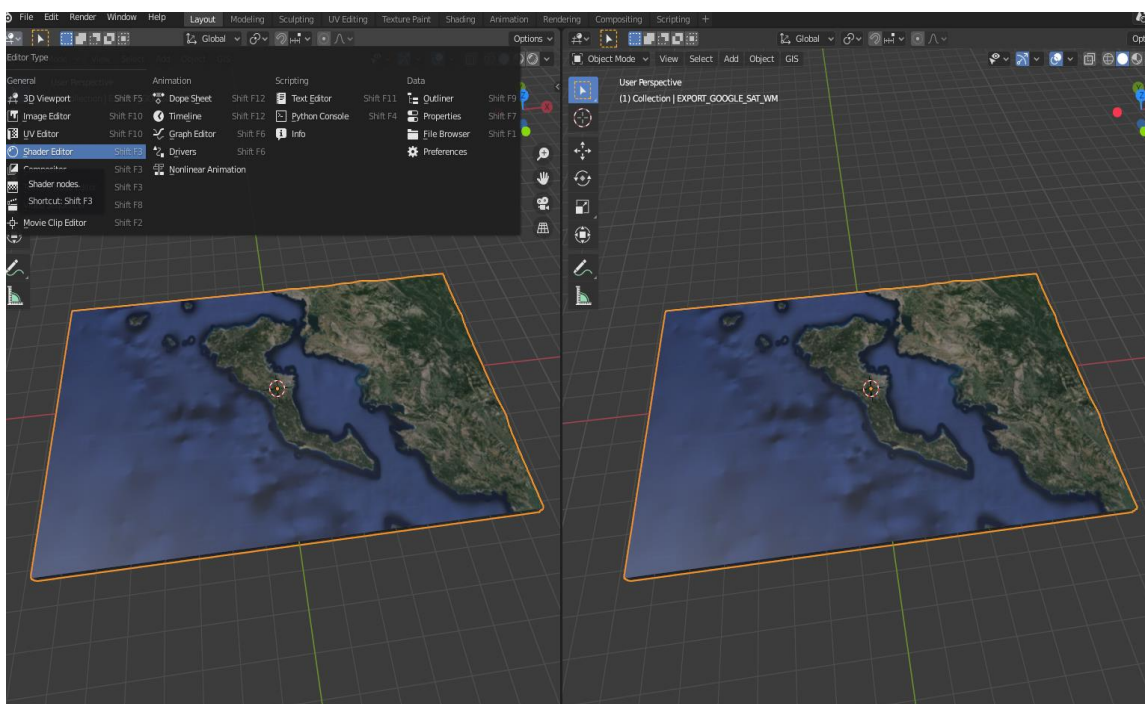 File Edit Render Window Help Layout Modeling Sculpting UV Editing Texture Paint Shading Animation Rendering Compositing Scripting +
Global Options
Global Opt
Editor Type
Object Mode View Select Add Object GIS
General Animation Scripting Data
User Perspective
(1) Collection | EXPORT_GOOGLE_SAT_WM
3D Viewport Shift F5 Dope Sheet Shift F12 Text Editor Shift F11 Outliner Shift F9
Image Editor Shift F10 Timeline Shift F12 Python Console Shift F4 Properties Shift F7
UV Editor Shift F10 Graph Editor Shift F6 Info File Browser Shift F1
Shader Editor Shift F3 Drivers Shift F6 Preferences
Shift F3 Nonlinear Animation
Shader nodes. Shift F3
Shortcut: Shift F3 Shift F8
Movie Clip Editor Shift F2